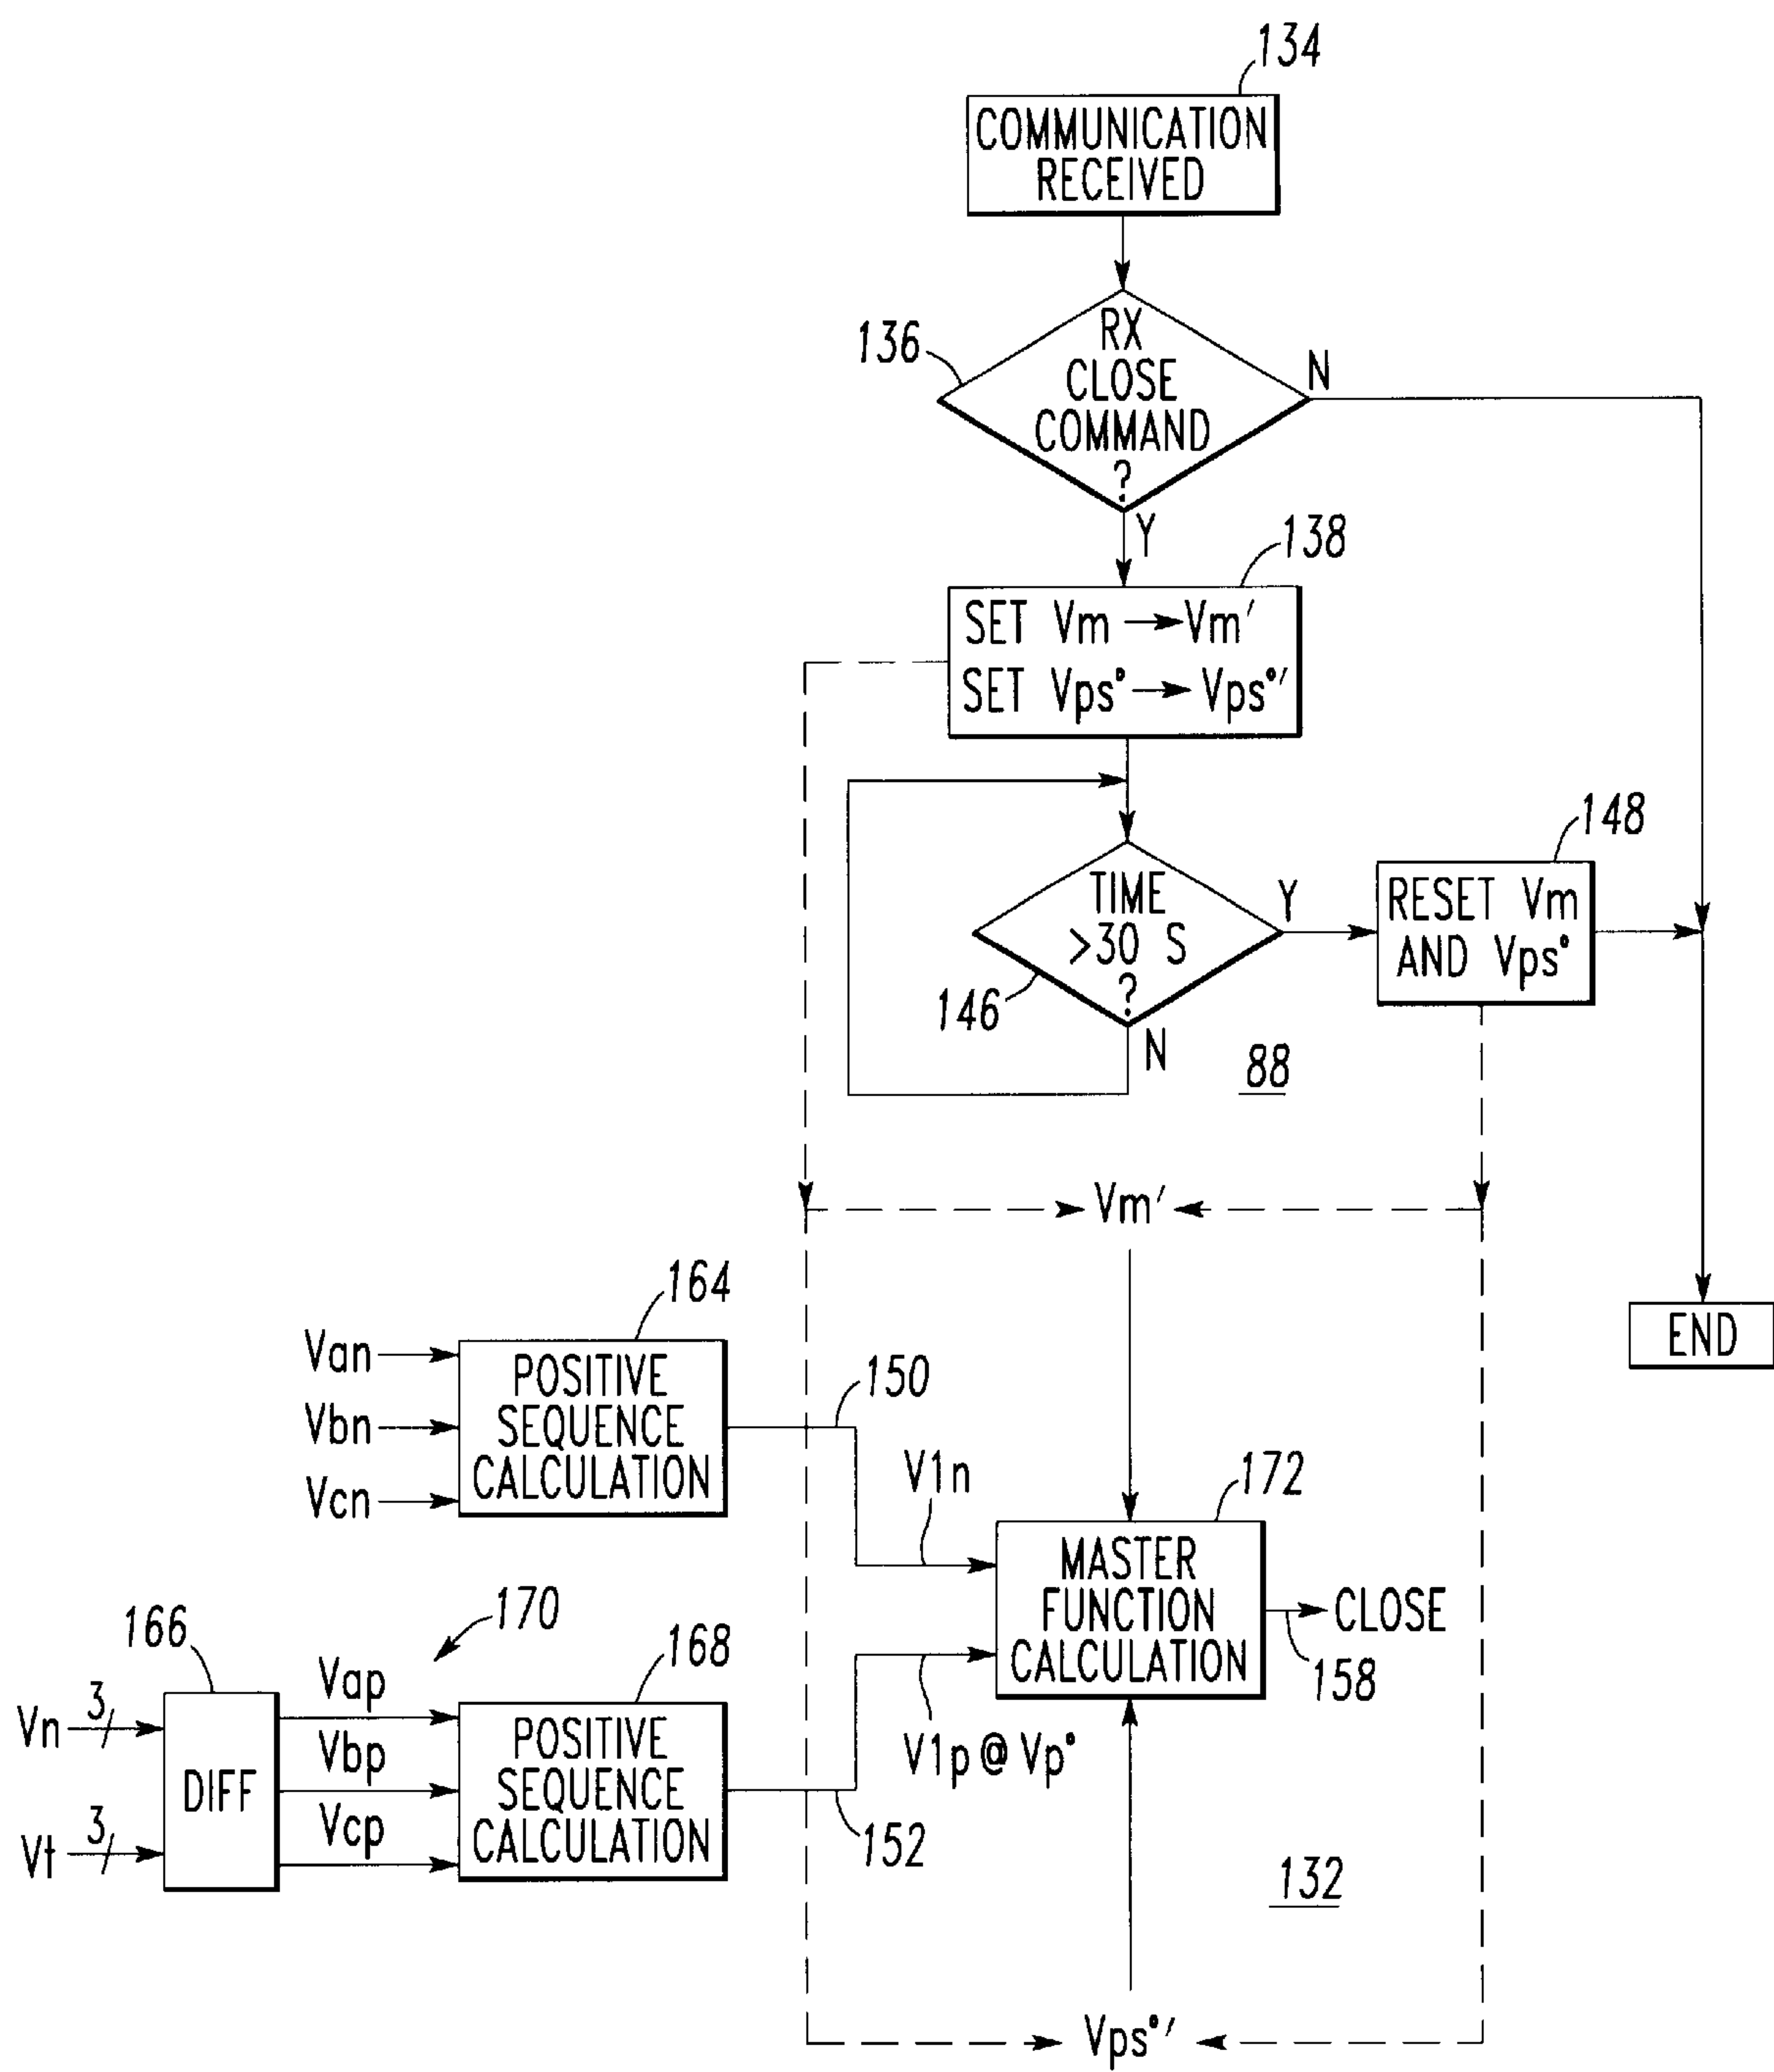 134
COMMUNICATION
RECEIVED
136
RX
CLOSE
COMMAND
?
N
Y
138
SET Vm → Vm′
SET Vps° → Vps°′
148
TIME
>30 S
?
Y
N
146
RESET Vm
AND Vps°
88
Vm′
164
Van
Vbn
Vcn
POSITIVE
SEQUENCE
CALCULATION
150
END
V1n
172
MASTER
FUNCTION
CALCULATION
CLOSE
158
170
166
168
Vn
3
Vt
3
DIFF
Vap
Vbp
Vcp
POSITIVE
SEQUENCE
CALCULATION
V1p @ Vp°
152
132
Vps°′